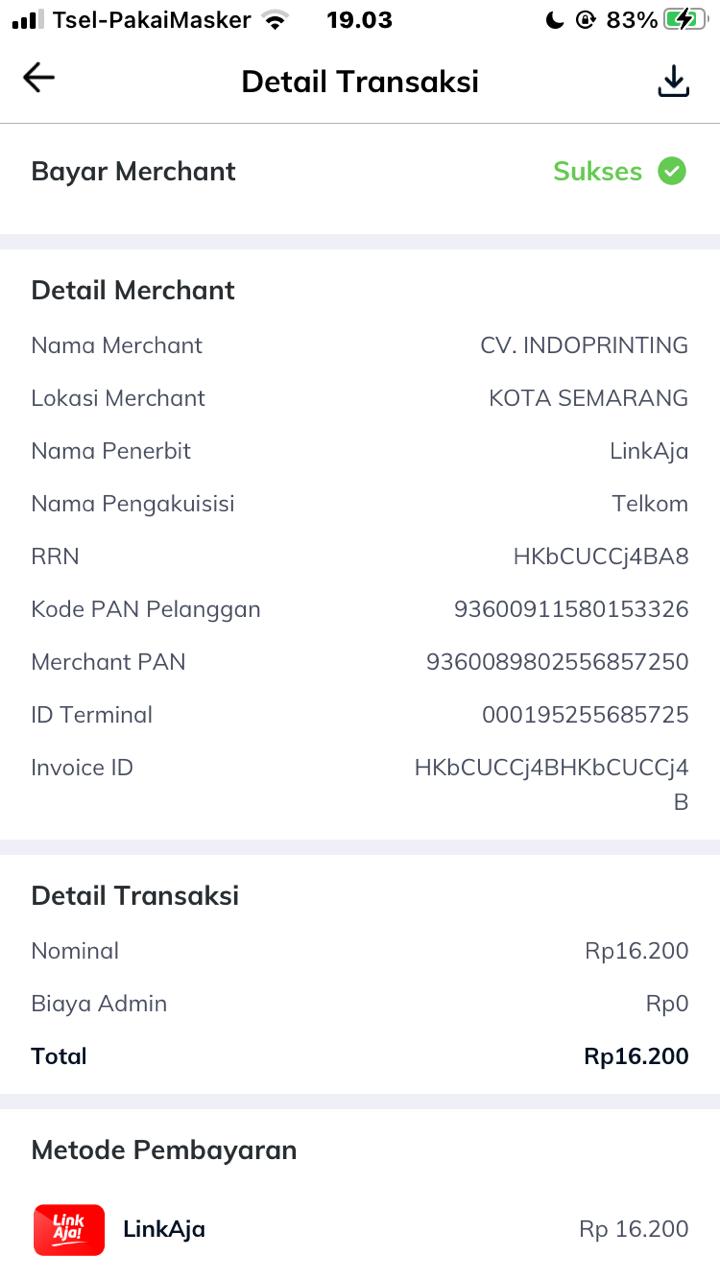 Tsel-PakaiMasker 19.03 83%
Detail Transaksi
Bayar Merchant Sukses
Detail Merchant
Nama Merchant CV. INDOPRINTING
Lokasi Merchant KOTA SEMARANG
Nama Penerbit LinkAja
Nama Pengakuisisi Telkom
RRN HKbCUCCj4BA8
Kode PAN Pelanggan 93600911580153326
Merchant PAN 9360089802556857250
ID Terminal 000195255685725
Invoice ID HKbCUCCj4BHKbCUCCj4
B
Detail Transaksi
Nominal Rp16.200
Biaya Admin Rp0
Total Rp16.200
Metode Pembayaran
Link
Aja!
LinkAja Rp 16.200